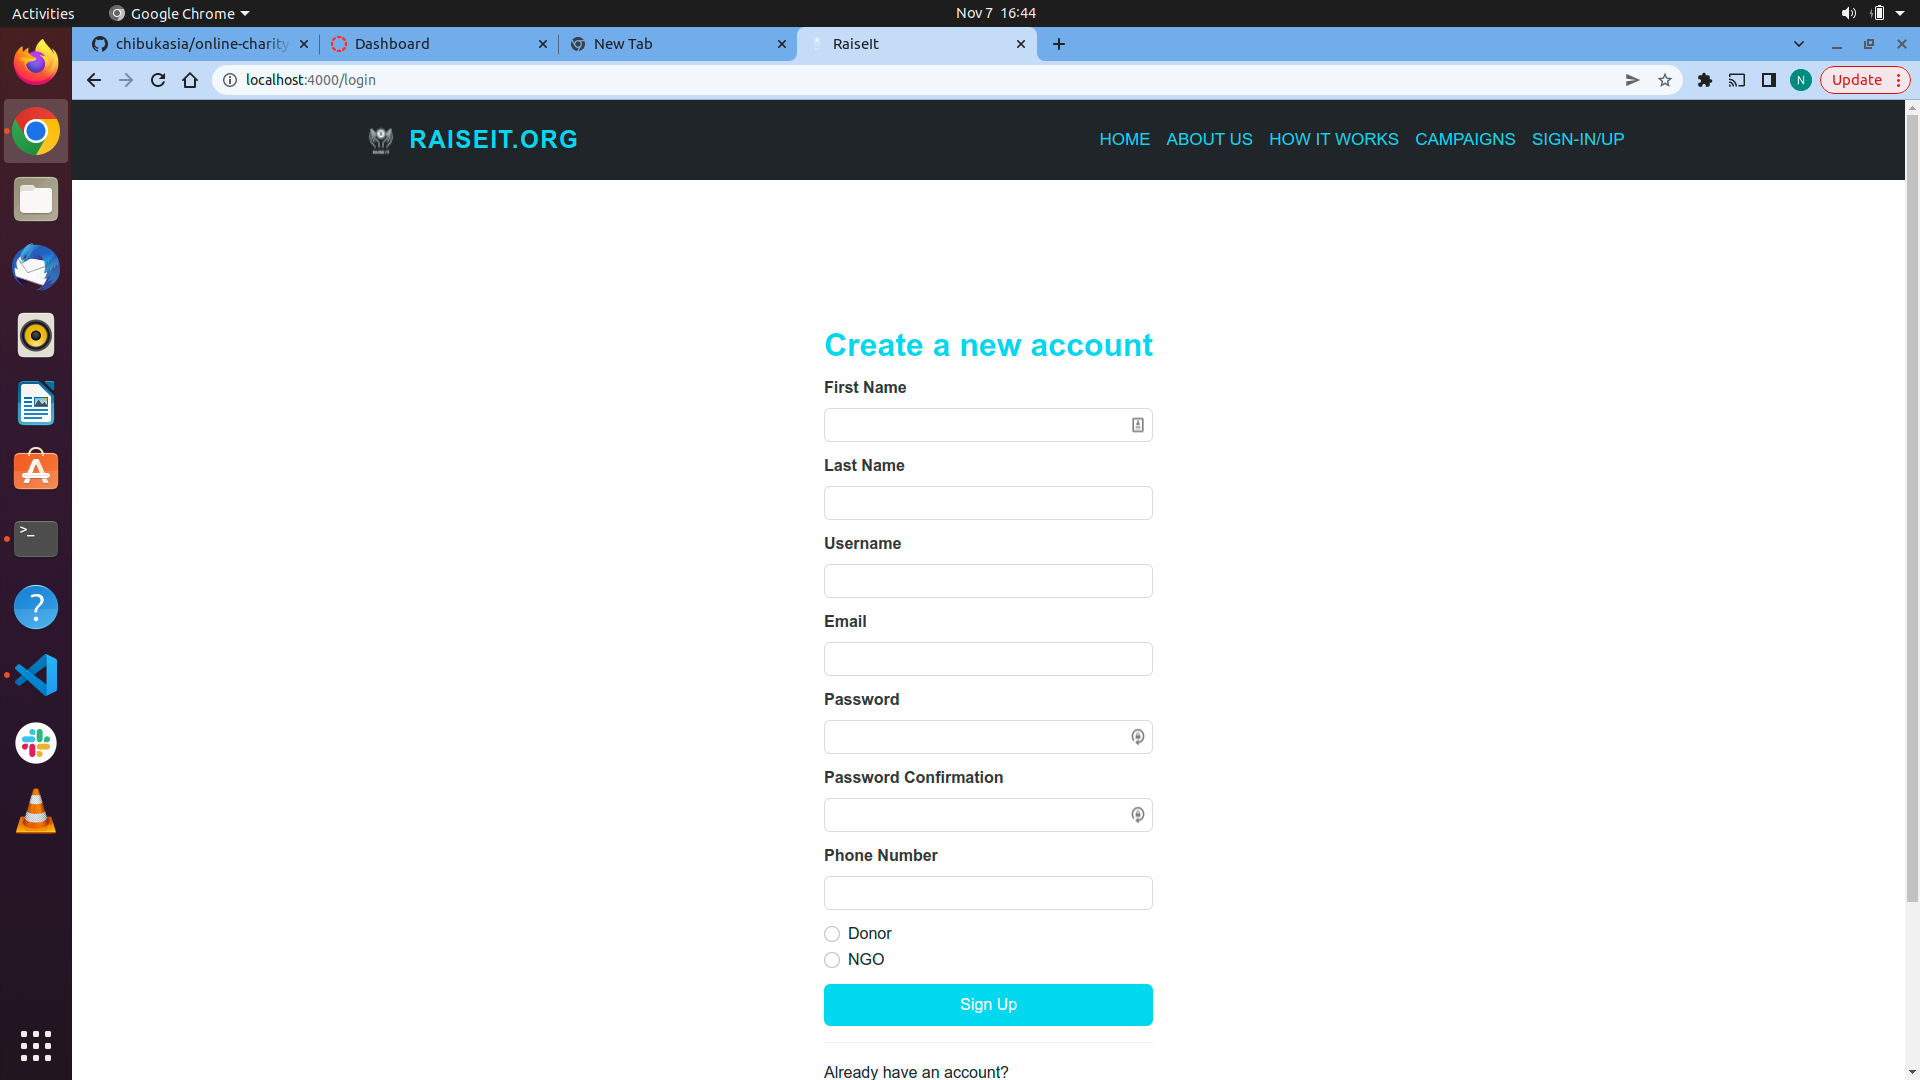 Activities
Google Chrome
Nov 7 16:44
chibukasia/online-charity
Dashboard
New Tab
RaiseIt
localhost:4000/login
N
Update
RAISEIT.ORG
HOME
ABOUT US
HOW IT WORKS
CAMPAIGNS
SIGN-IN/UP
Create a new account
First Name
Last Name
Username
Email
Password
Password Confirmation
Phone Number
Donor
NGO
Sign Up
Already have an account?